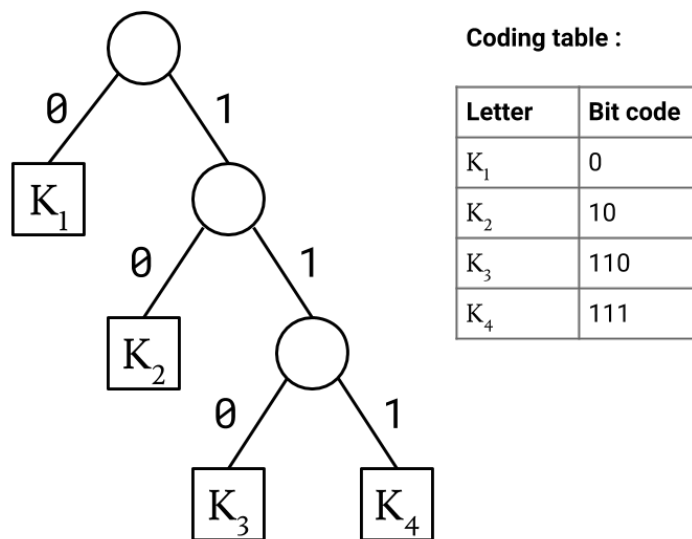 Coding table :
0 1
K₁
0 1
K₂
0 1
K₃ K₄
Letter Bit code
K₁ 0
K₂ 10
K₃ 110
K₄ 111